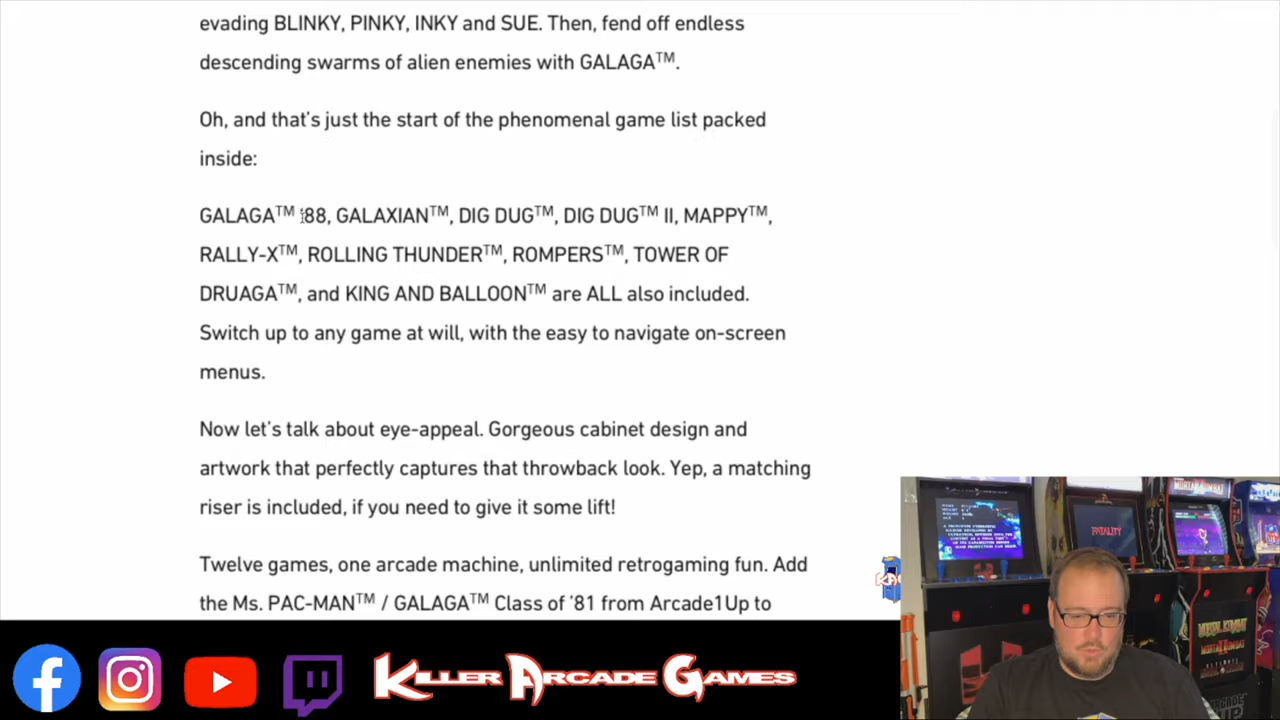 evading BLINKY, PINKY, INKY and SUE. Then, fend off endless
descending swarms of alien enemies with GALAGA™.
Oh, and that's just the start of the phenomenal game list packed
inside:
GALAGA™ '88, GALAXIAN™, DIG DUG™, DIG DUG™ II, MAPPY™,
RALLY-X™, ROLLING THUNDER™, ROMPERS™, TOWER OF
DRUAGA™, and KING AND BALLOON™ are ALL also included.
Switch up to any game at will, with the easy to navigate on-screen
menus.
Now let's talk about eye-appeal. Gorgeous cabinet design and
artwork that perfectly captures that throwback look. Yep, a matching
riser is included, if you need to give it some lift!
Twelve games, one arcade machine, unlimited retrogaming fun. Add
the Ms. PAC-MAN™ / GALAGA™ Class of '81 from Arcade1Up to
FATALITY
MORTAL KOMBAT
KILLER ARCADE GAMES